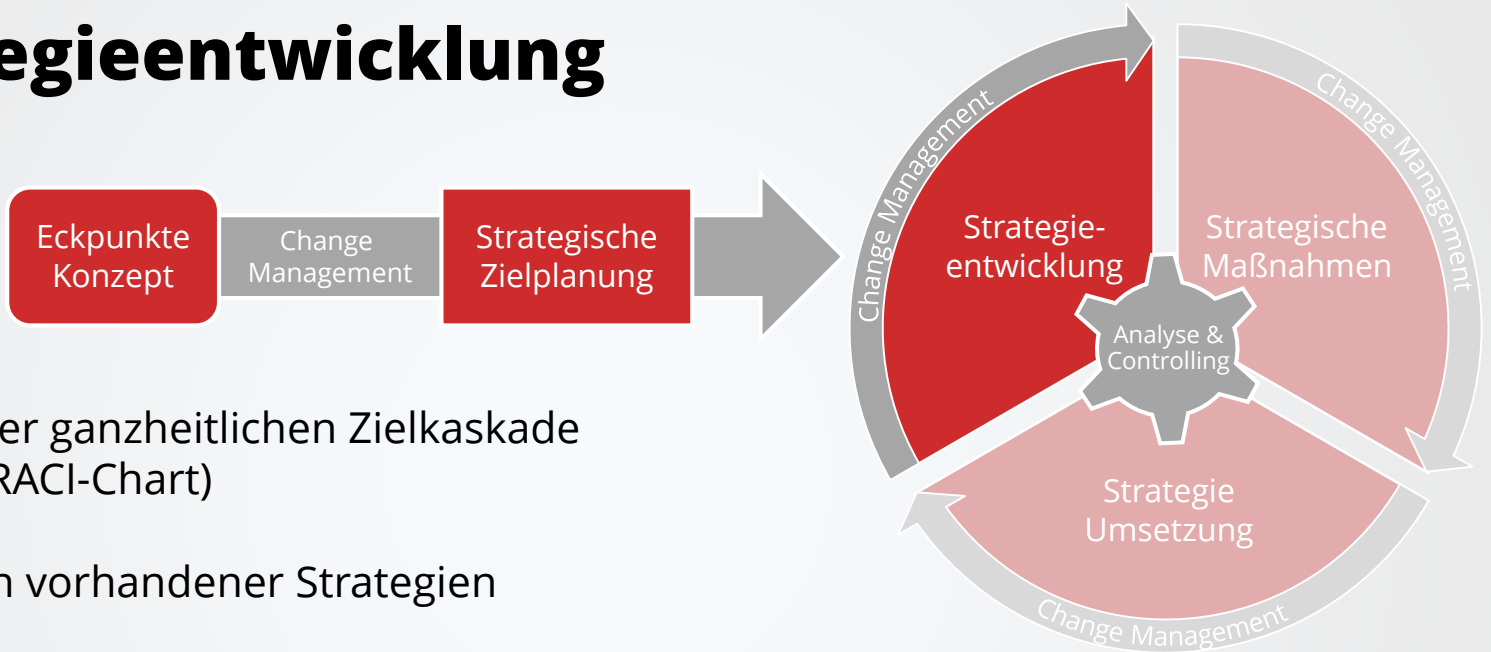 egieentwicklung
Eckpunkte
Konzept
Change
Management
Strategische
Zielplanung
er ganzheitlichen Zielkaskade
RACI-Chart)
n vorhandener Strategien
Change Management
Strategie-
entwicklung
Change Management
Strategische
Maßnahmen
Analyse &
Controlling
Strategie
Umsetzung
Change Management